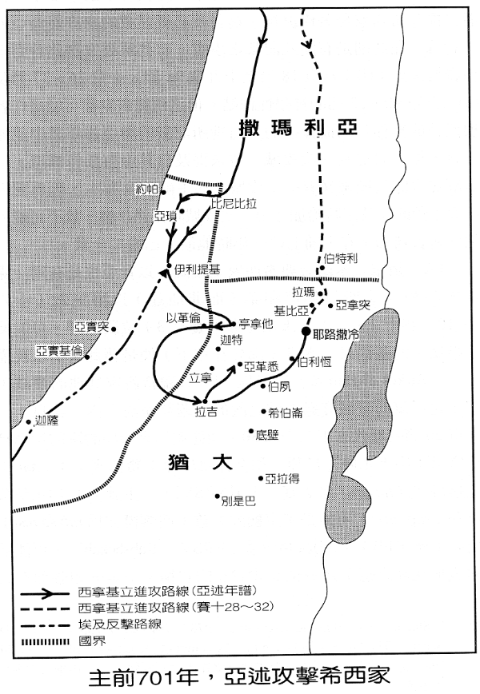 撒瑪利亞
約帕
比尼比拉
亞瑣
伊利提基
伯特利
拉瑪
基比亞
亞拿突
亞實突
以革倫
亭拿他
耶路撒冷
迦特
亞實基倫
亞革悉
伯利恆
立拿
伯夙
拉吉
希伯崙
迦薩
底璧
猶大
亞拉得
別是巴
西拿基立進攻路線(亞述年譜)
西拿基立進攻路線(賽十28～32)
埃及反擊路線
國界
主前701年，亞述攻擊希西家